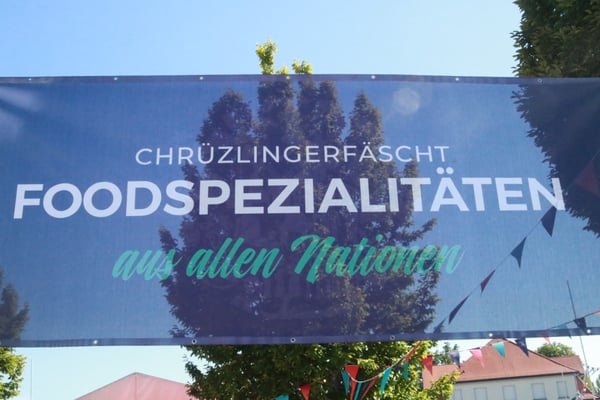 CHRÜZLINGERFÄSCHT
FOODSPEZIALITÄTEN
aus allen Nationen